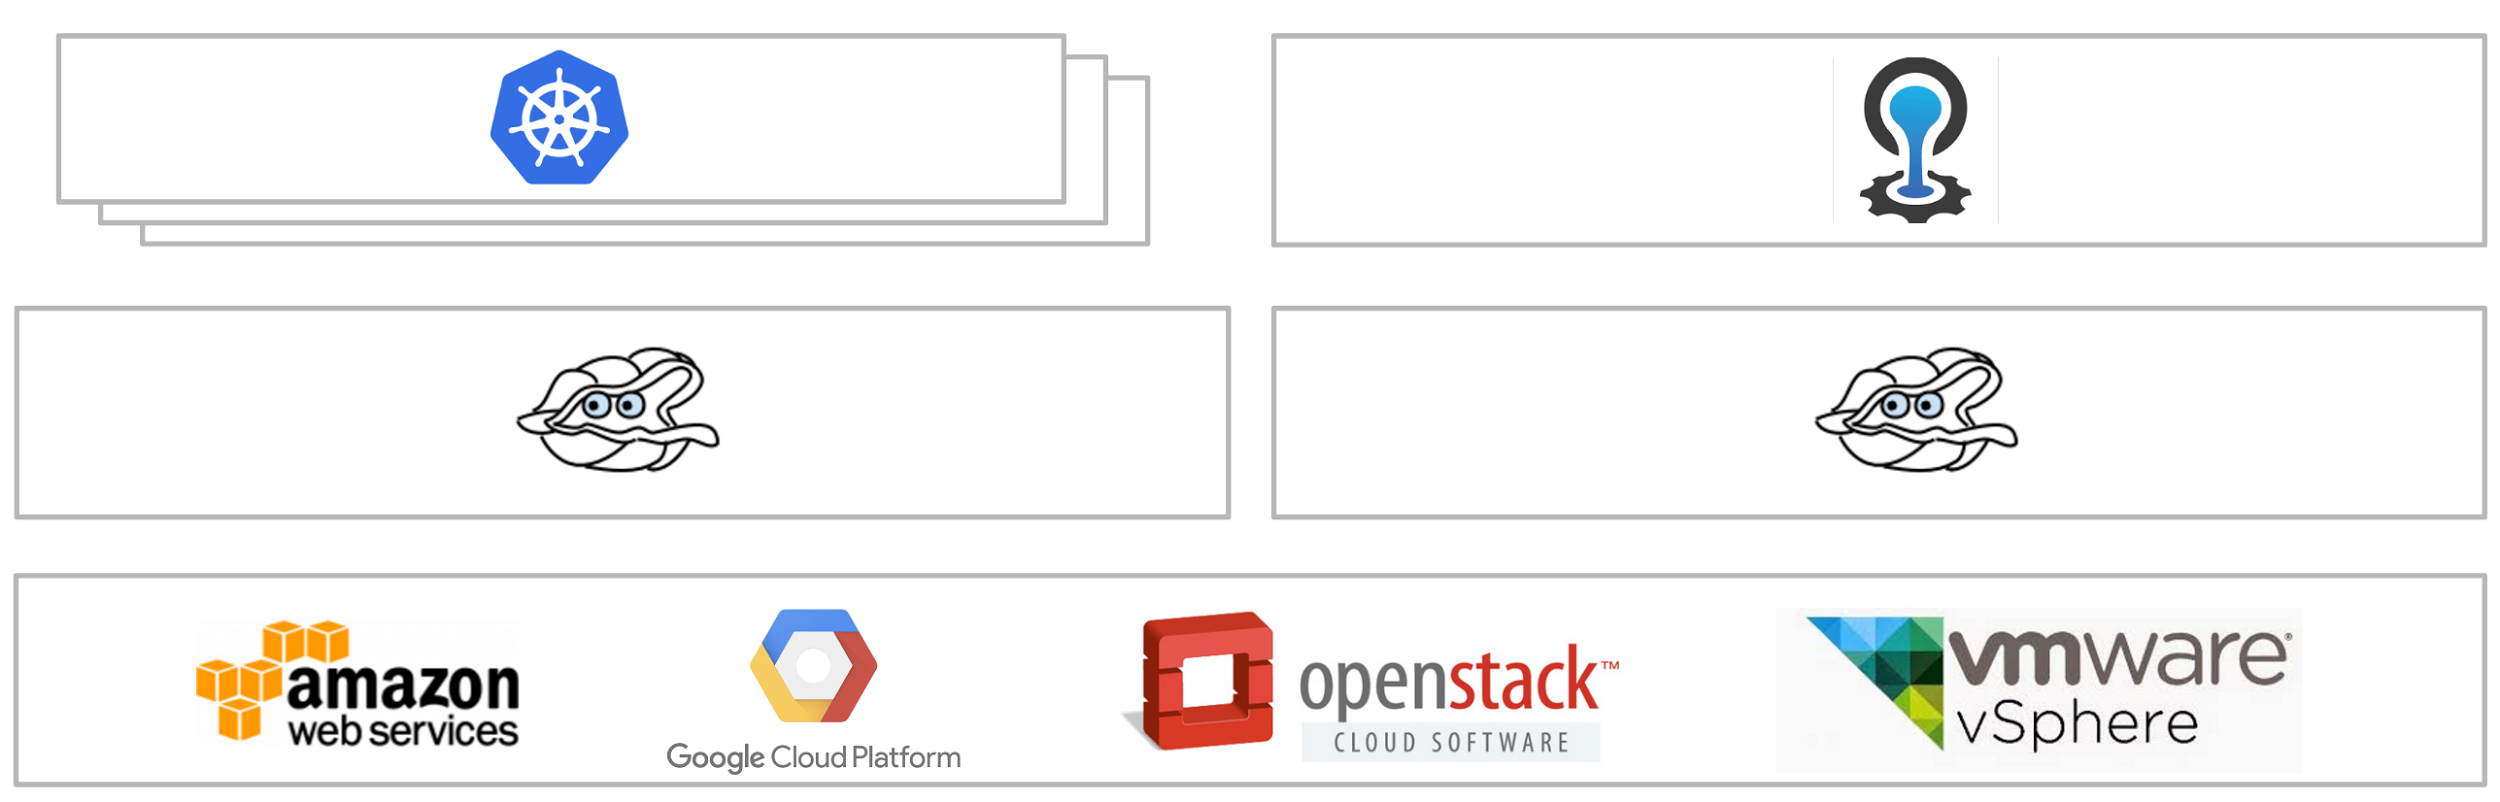 amazon
web services
Google Cloud Platform
openstack™
CLOUD SOFTWARE
vmware®
vSphere